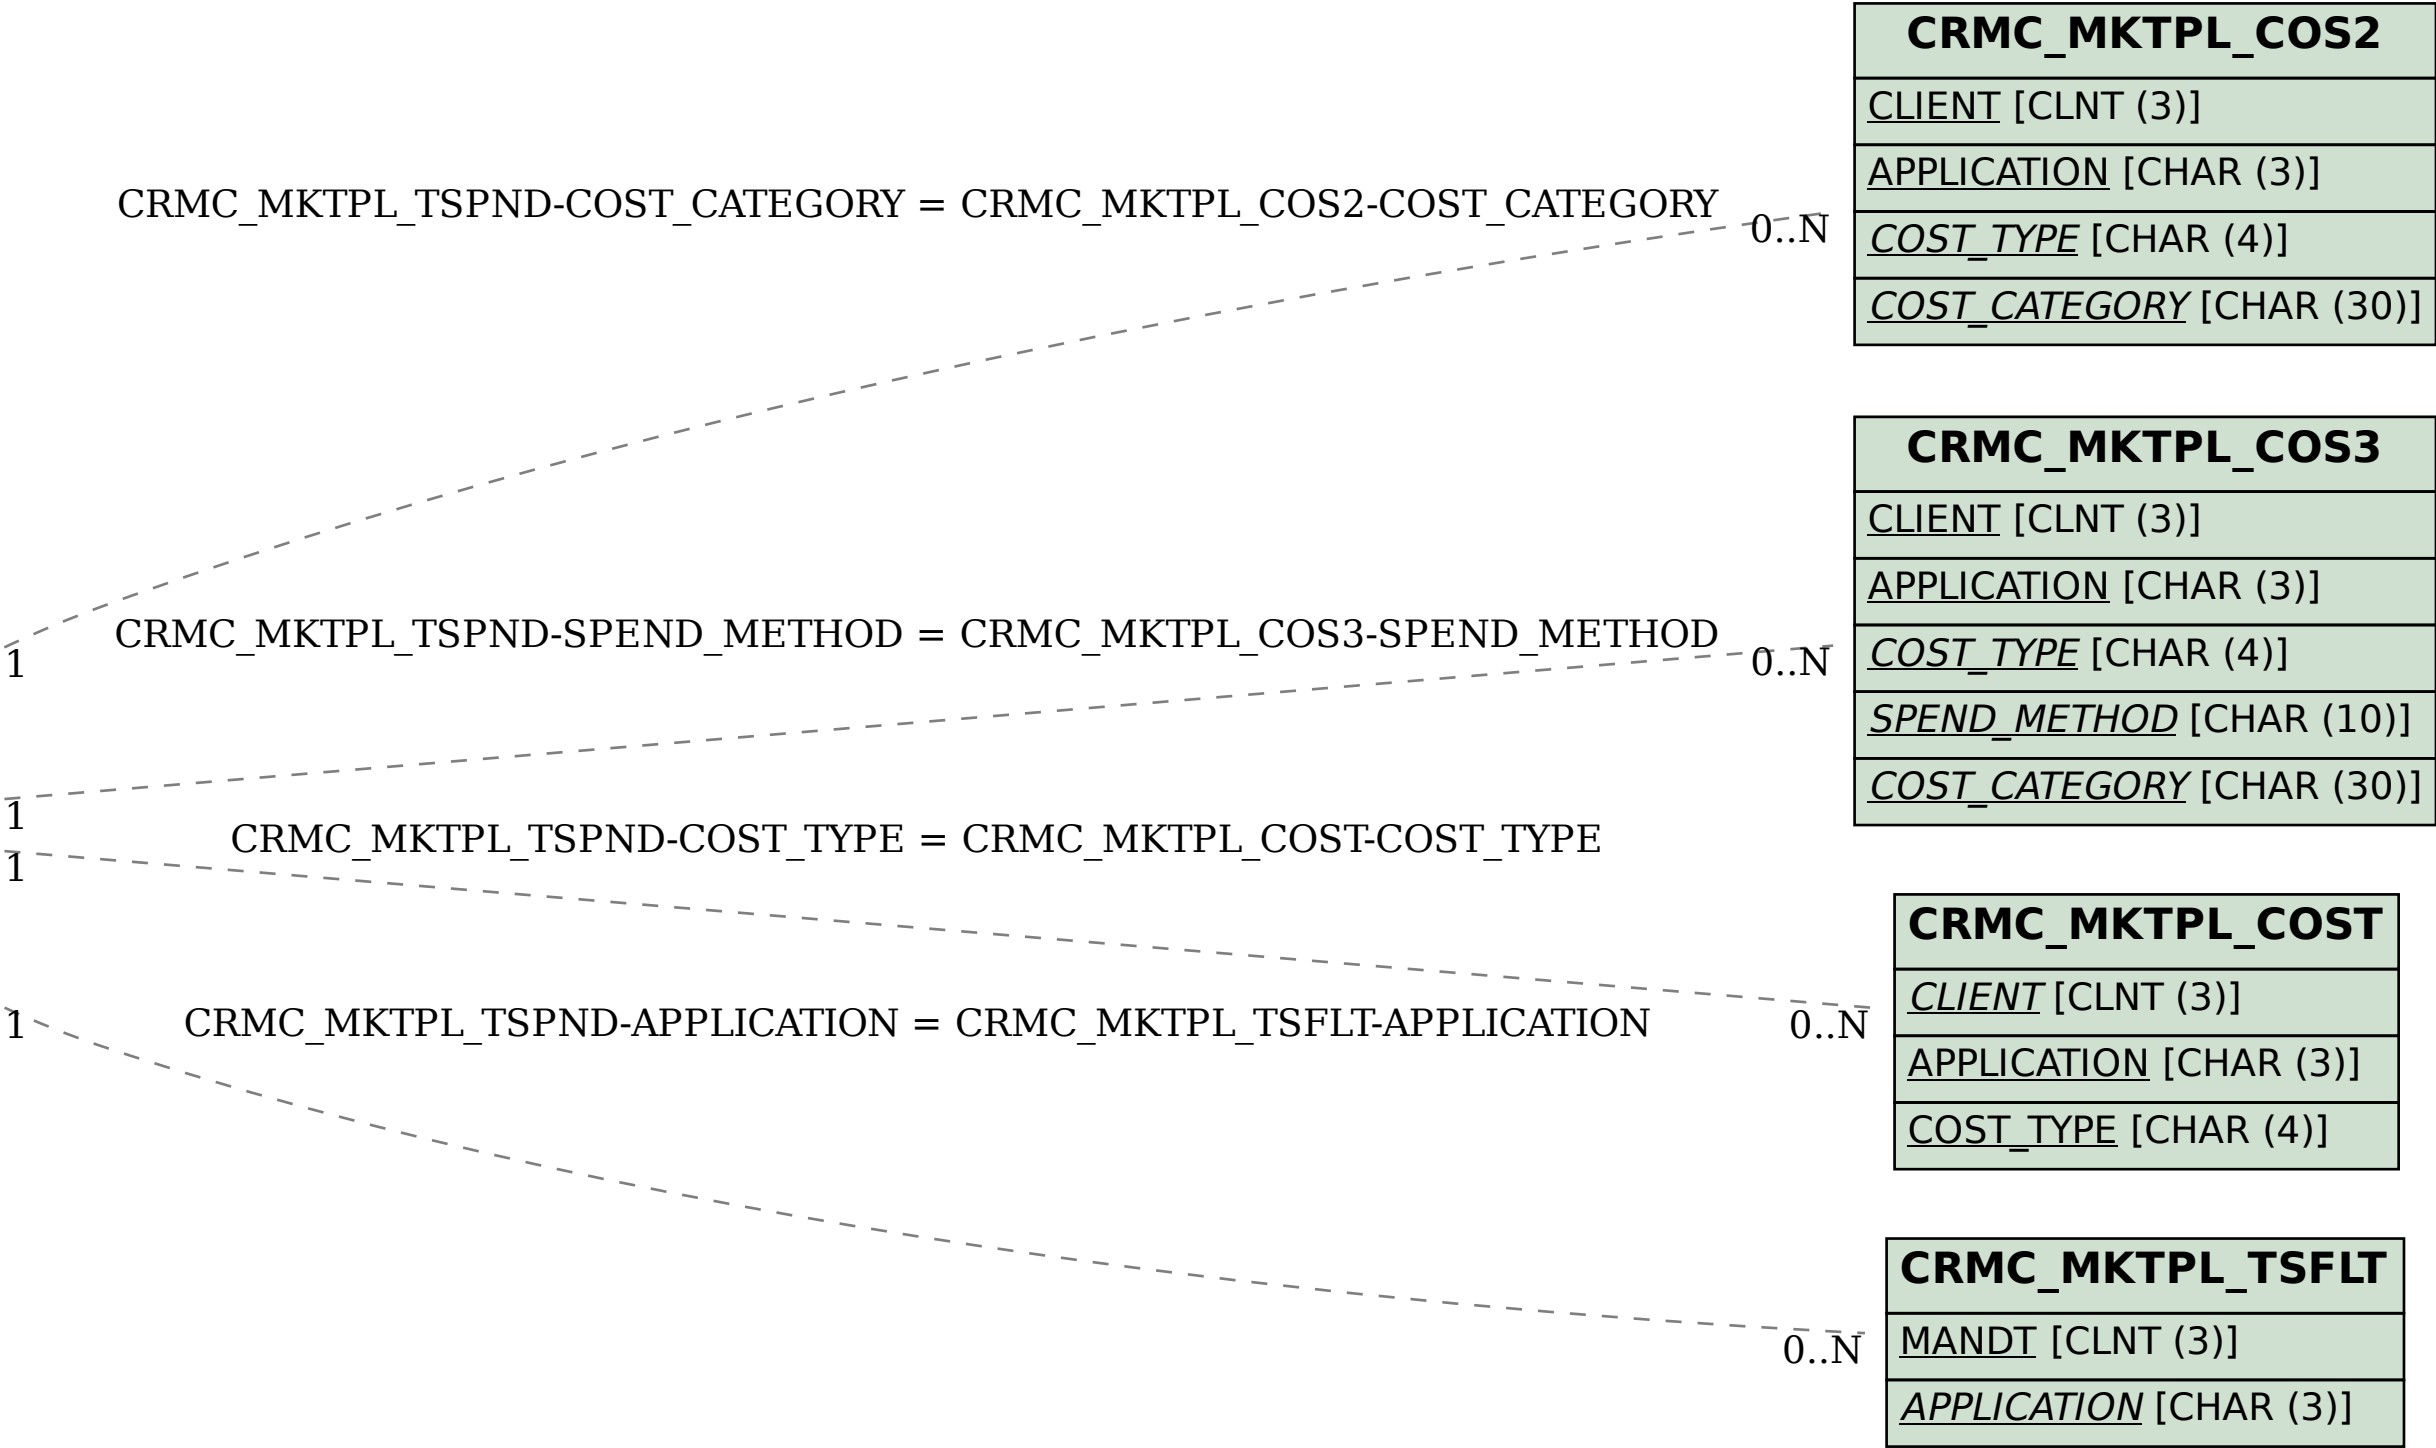 CRMC_MKTPL_COS2
CLIENT [CLNT (3)]
APPLICATION [CHAR (3)]
COST_TYPE [CHAR (4)]
COST_CATEGORY [CHAR (30)]
CRMC_MKTPL_TSPND-COST_CATEGORY = CRMC_MKTPL_COS2-COST_CATEGORY
0..N
1
CRMC_MKTPL_COS3
CLIENT [CLNT (3)]
APPLICATION [CHAR (3)]
COST_TYPE [CHAR (4)]
SPEND_METHOD [CHAR (10)]
COST_CATEGORY [CHAR (30)]
CRMC_MKTPL_TSPND-SPEND_METHOD = CRMC_MKTPL_COS3-SPEND_METHOD
0..N
1
CRMC_MKTPL_TSPND-COST_TYPE = CRMC_MKTPL_COST-COST_TYPE
1
0..N
CRMC_MKTPL_COST
CLIENT [CLNT (3)]
APPLICATION [CHAR (3)]
COST_TYPE [CHAR (4)]
CRMC_MKTPL_TSPND-APPLICATION = CRMC_MKTPL_TSFLT-APPLICATION
1
0..N
CRMC_MKTPL_TSFLT
MANDT [CLNT (3)]
APPLICATION [CHAR (3)]